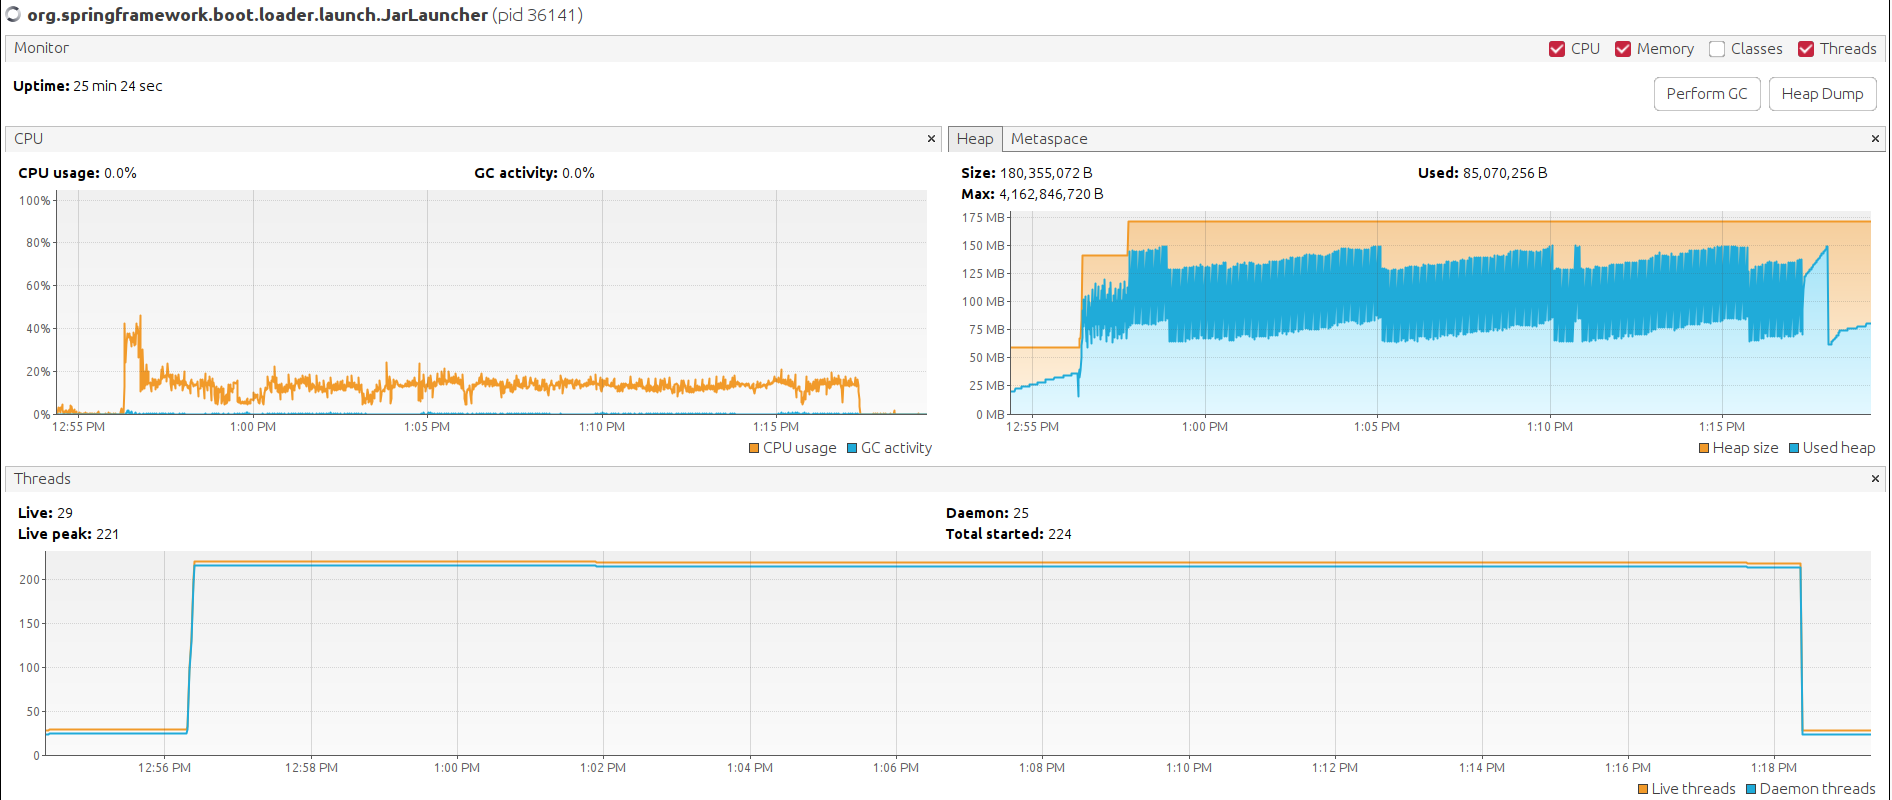 org.springframework.boot.loader.launch.JarLauncher (pid 36141)
Monitor
CPU
Memory
Classes
Threads
Uptime: 25 min 24 sec
Perform GC
Heap Dump
CPU
CPU usage: 0.0%
GC activity: 0.0%
100%
80%
60%
40%
20%
0%
12:55 PM
1:00 PM
1:05 PM
1:10 PM
1:15 PM
CPU usage
GC activity
Heap
Metaspace
Size: 180,355,072 B
Used: 85,070,256 B
Max: 4,162,846,720 B
175 MB
150 MB
125 MB
100 MB
75 MB
50 MB
25 MB
0 MB
12:55 PM
1:00 PM
1:05 PM
1:10 PM
1:15 PM
Heap size
Used heap
Threads
Live: 29
Daemon: 25
Live peak: 221
Total started: 224
200
150
100
50
0
12:56 PM
12:58 PM
1:00 PM
1:02 PM
1:04 PM
1:06 PM
1:08 PM
1:10 PM
1:12 PM
1:14 PM
1:16 PM
1:18 PM
Live threads
Daemon threads